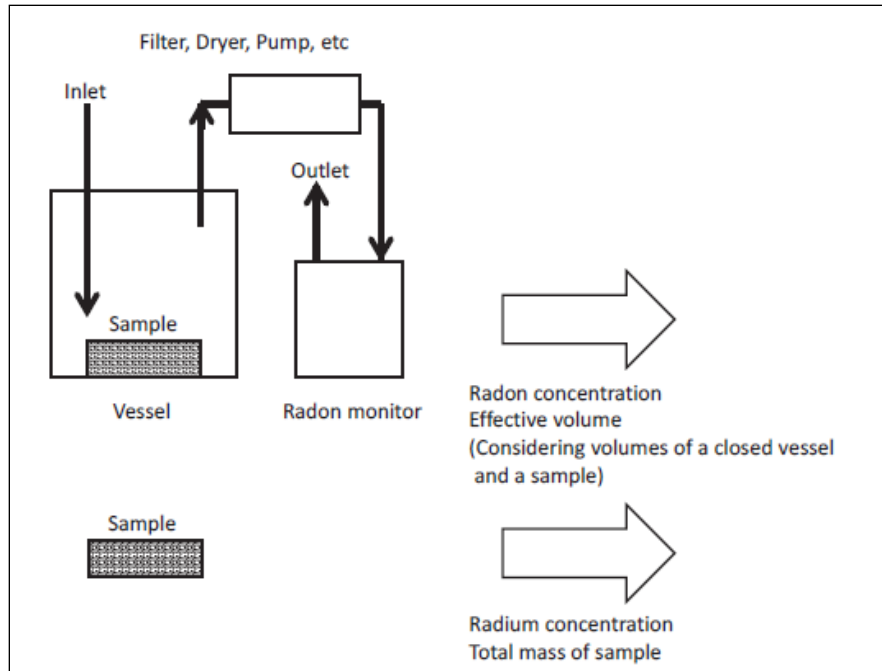 Filter, Dryer, Pump, etc
Inlet
Outlet
Sample
Vessel
Radon monitor
Radon concentration
Effective volume
(Considering volumes of a closed vessel
and a sample)
Sample
Radium concentration
Total mass of sample